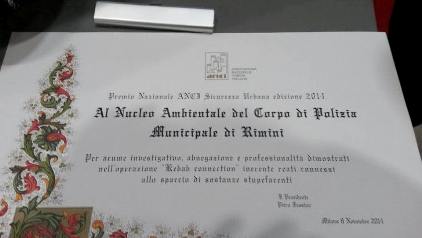 anci
Premio Nazionale ANCI Sicurezza Urbana edizione 2014
Al Nucleo Ambientale del Corpo di Polizia
Municipale di Rimini
Per acume investigativo, abnegazione e professionalità dimostrati
nell'operazione "Kebab connection" inerente reati connessi
allo spaccio di sostanze stupefacenti
Il Presidente
Piero Fassino
Milano 6 Novembre 2014